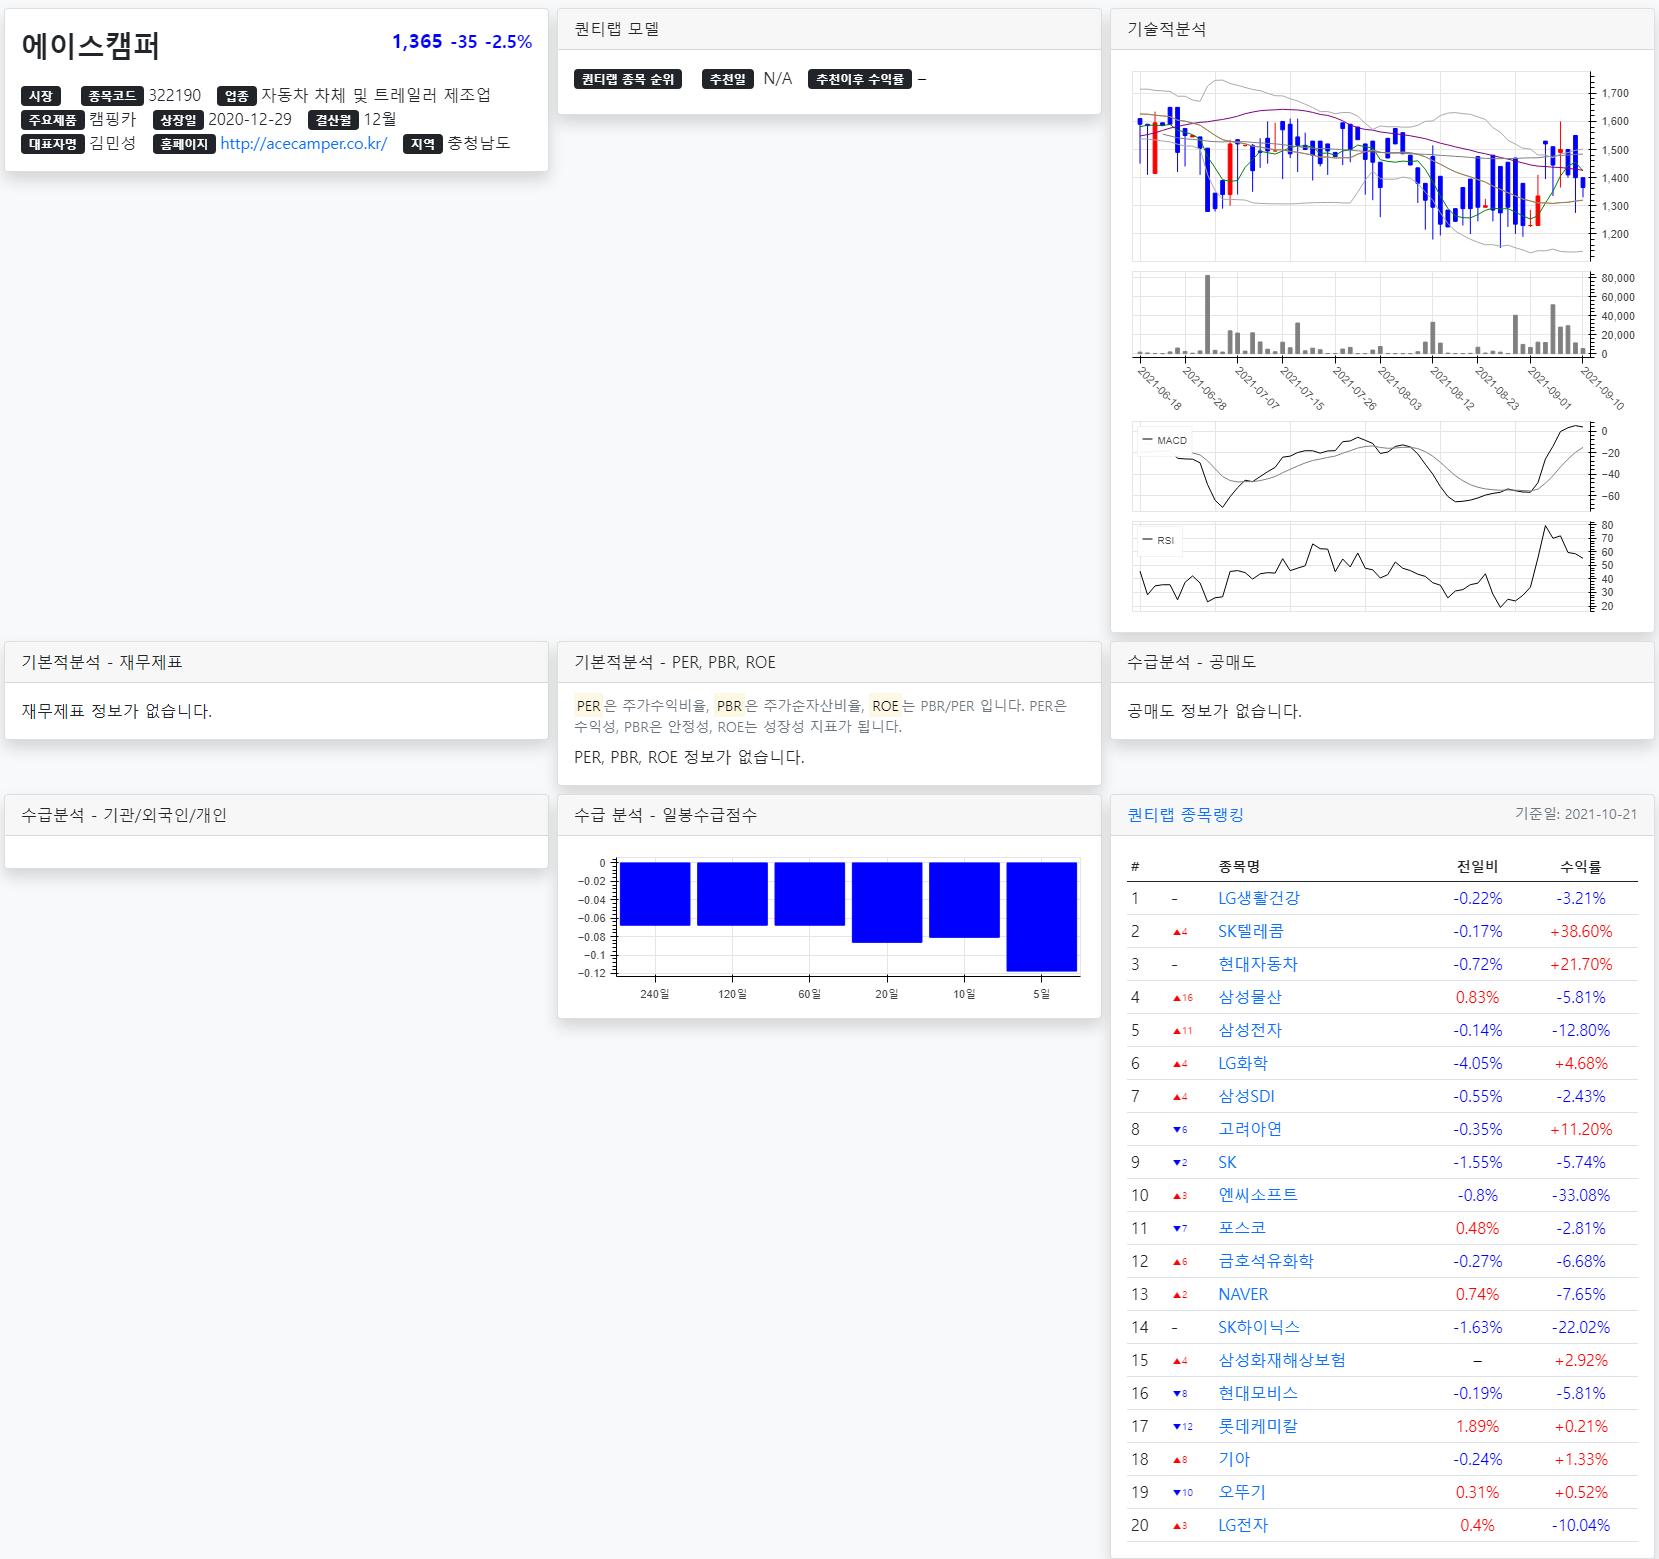 에이스캠퍼
1,365 -35 -2.5%
시장 종목코드 322190 업종 자동차 차체 및 트레일러 제조업
주요제품 캠핑카 상장일 2020-12-29 결산월 12월
대표자명 김민성 홈페이지 http://acecamper.co.kr/ 지역 충청남도
퀀티랩 모델
퀀티랩 종목 순위 추천일 N/A 추천이후 수익률 –
기술적분석
1,700
1,600
1,500
1,400
1,300
1,200
80,000
60,000
40,000
20,000
0
2021-06-18
2021-06-28
2021-07-07
2021-07-15
2021-07-26
2021-08-03
2021-08-12
2021-08-23
2021-09-01
2021-09-10
MACD
0
−20
−40
−60
RSI
80
70
60
50
40
30
20
기본적분석 - 재무제표
재무제표 정보가 없습니다.
기본적분석 - PER, PBR, ROE
PER은 주가수익비율, PBR은 주가순자산비율, ROE는 PBR/PER 입니다. PER은
수익성, PBR은 안정성, ROE는 성장성 지표가 됩니다.
PER, PBR, ROE 정보가 없습니다.
수급분석 - 공매도
공매도 정보가 없습니다.
수급분석 - 기관/외국인/개인
수급 분석 - 일봉수급점수
0
−0.02
−0.04
−0.06
−0.08
−0.1
−0.12
240일 120일 60일 20일 10일 5일
퀀티랩 종목랭킹 기준일: 2021-10-21
# 종목명 전일비 수익률
1 - LG생활건강 -0.22% -3.21%
2 ▲4 SK텔레콤 -0.17% +38.60%
3 - 현대자동차 -0.72% +21.70%
4 ▲16 삼성물산 0.83% -5.81%
5 ▲11 삼성전자 -0.14% -12.80%
6 ▲4 LG화학 -4.05% +4.68%
7 ▲4 삼성SDI -0.55% -2.43%
8 ▼6 고려아연 -0.35% +11.20%
9 ▼2 SK -1.55% -5.74%
10 ▲3 엔씨소프트 -0.8% -33.08%
11 ▼7 포스코 0.48% -2.81%
12 ▲6 금호석유화학 -0.27% -6.68%
13 ▲2 NAVER 0.74% -7.65%
14 - SK하이닉스 -1.63% -22.02%
15 ▲4 삼성화재해상보험 – +2.92%
16 ▼8 현대모비스 -0.19% -5.81%
17 ▼12 롯데케미칼 1.89% +0.21%
18 ▲8 기아 -0.24% +1.33%
19 ▼10 오뚜기 0.31% +0.52%
20 ▲3 LG전자 0.4% -10.04%